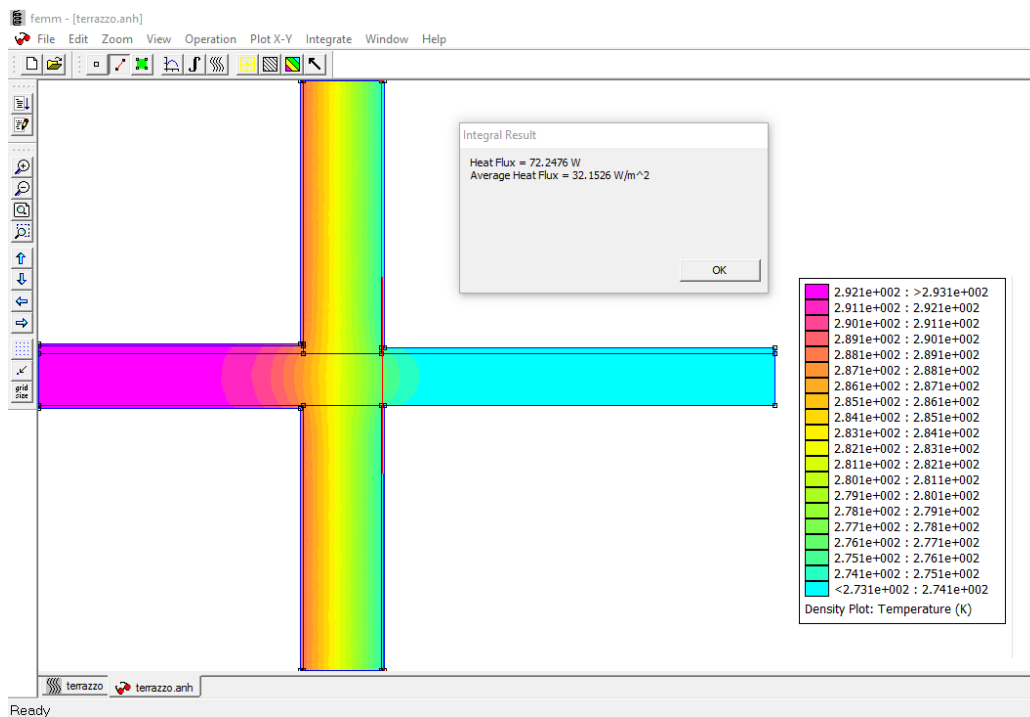 femm - [terrazzo.anh]
File Edit Zoom View Operation Plot X-Y Integrate Window Help
Integral Result
Heat Flux = 72.2476 W
Average Heat Flux = 32.1526 W/m^2
OK
grid
size
2.921e+002 : >2.931e+002
2.911e+002 : 2.921e+002
2.901e+002 : 2.911e+002
2.891e+002 : 2.901e+002
2.881e+002 : 2.891e+002
2.871e+002 : 2.881e+002
2.861e+002 : 2.871e+002
2.851e+002 : 2.861e+002
2.841e+002 : 2.851e+002
2.831e+002 : 2.841e+002
2.821e+002 : 2.831e+002
2.811e+002 : 2.821e+002
2.801e+002 : 2.811e+002
2.791e+002 : 2.801e+002
2.781e+002 : 2.791e+002
2.771e+002 : 2.781e+002
2.761e+002 : 2.771e+002
2.751e+002 : 2.761e+002
2.741e+002 : 2.751e+002
<2.731e+002 : 2.741e+002
Density Plot: Temperature (K)
terrazzo terrazzo.anh
Ready